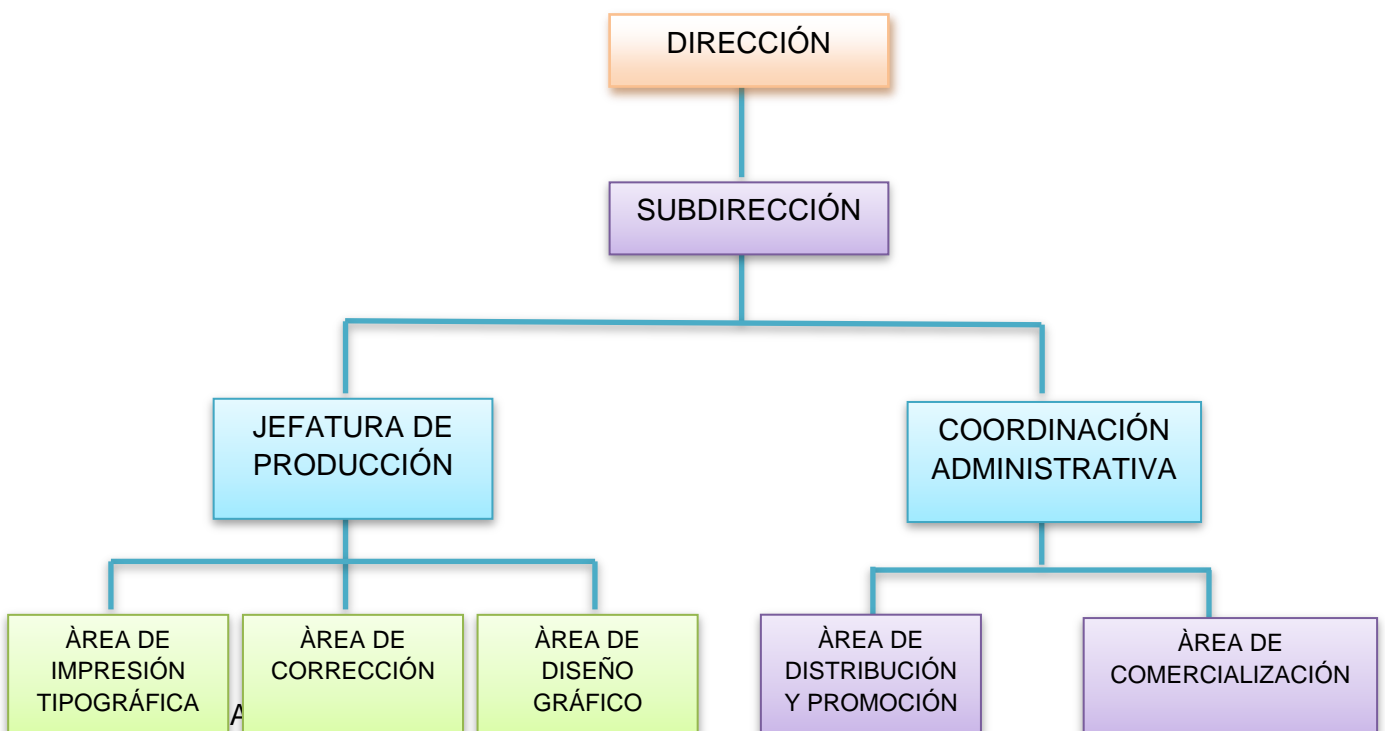 DIRECCIÓN
SUBDIRECCIÓN
JEFATURA DE
PRODUCCIÓN
COORDINACIÓN
ADMINISTRATIVA
ÀREA DE
IMPRESIÓN
TIPOGRÁFICA
ÀREA DE
CORRECCIÓN
ÀREA DE
DISEÑO
GRÁFICO
ÀREA DE
DISTRIBUCIÓN
Y PROMOCIÓN
ÀREA DE
COMERCIALIZACIÓN